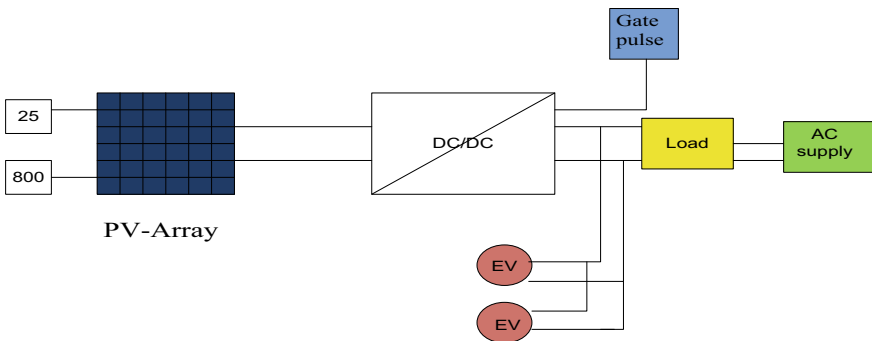 Gate
pulse
25
DC/DC
Load
AC
supply
800
PV-Array
EV
EV